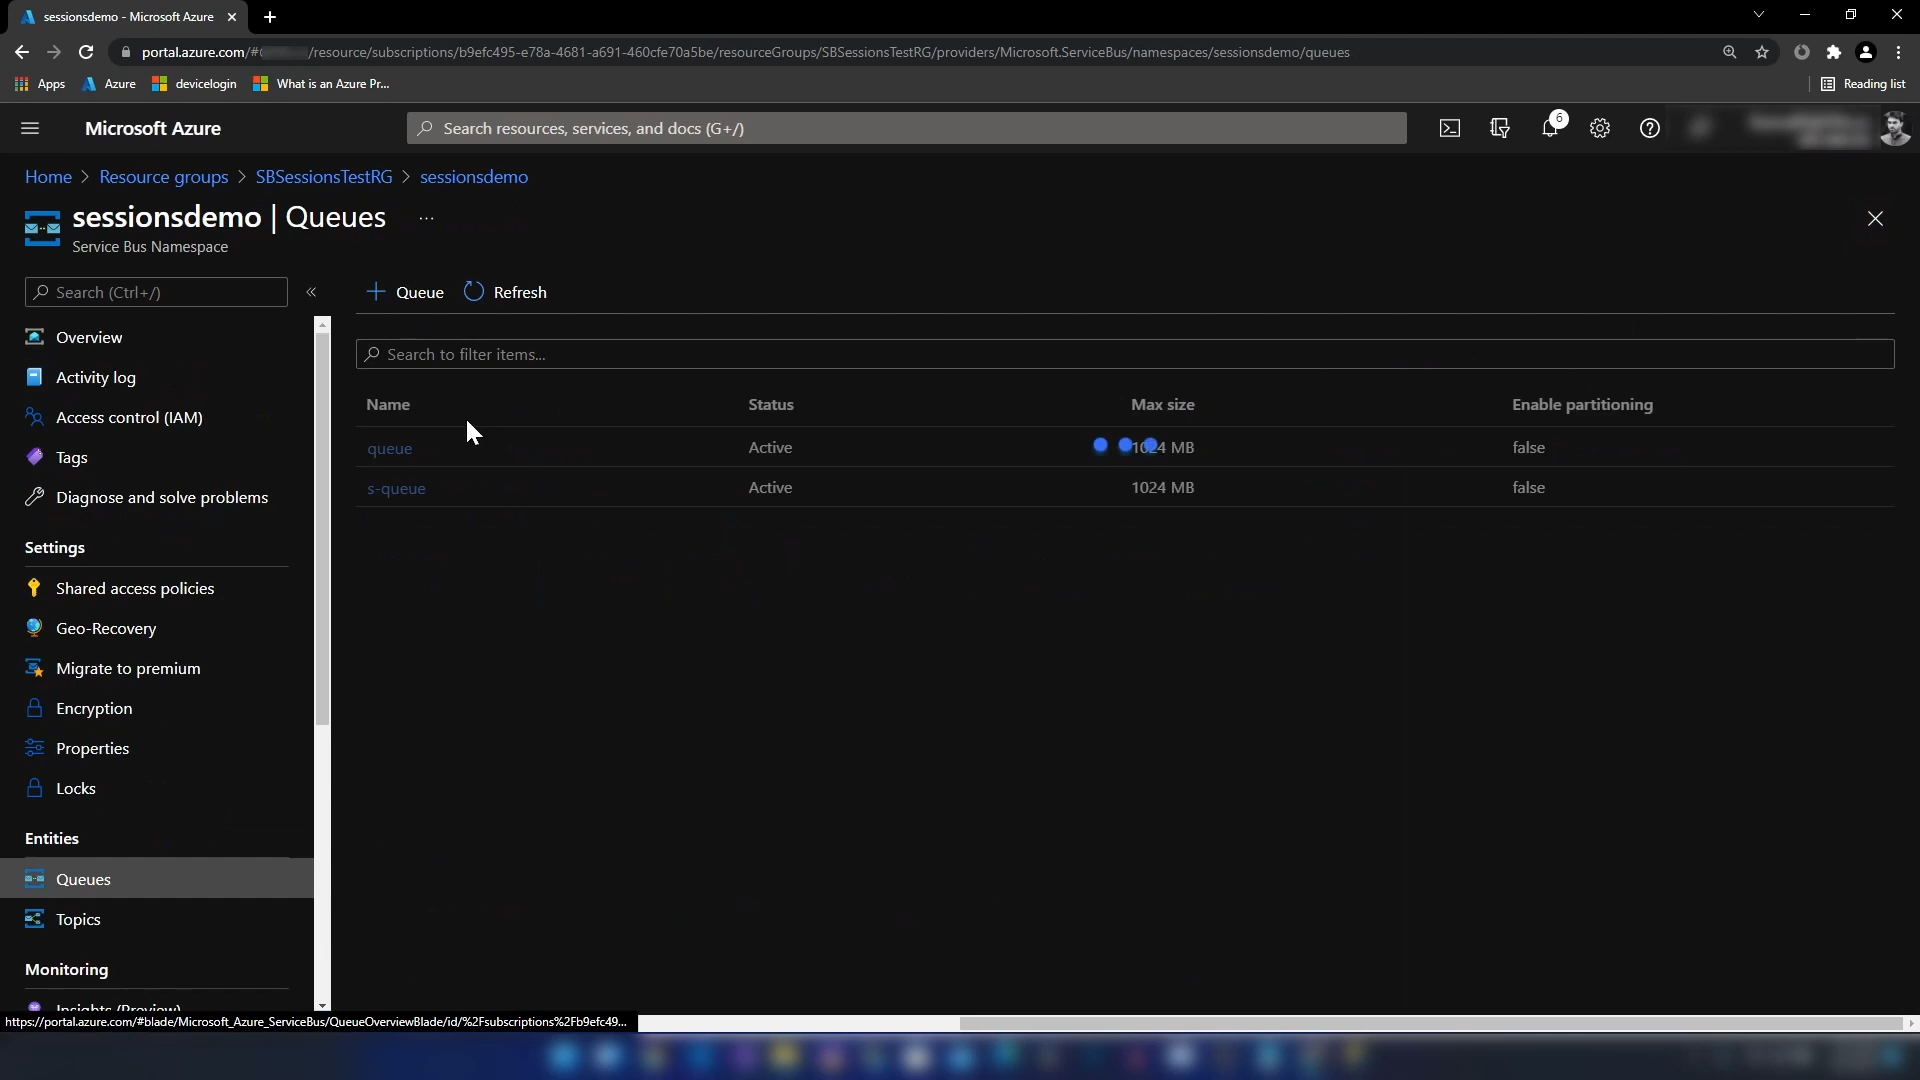 sessionsdemo - Microsoft Azure
portal.azure.com/# /resource/subscriptions/b9efc495-e78a-4681-a691-460cfe70a5be/resourceGroups/SBSessionsTestRG/providers/Microsoft.ServiceBus/namespaces/sessionsdemo/queues
Apps Azure devicelogin What is an Azure Pr... Reading list
Microsoft Azure Search resources, services, and docs (G+/) 6
Home > Resource groups > SBSessionsTestRG > sessionsdemo
sessionsdemo | Queues ...
Service Bus Namespace
Search (Ctrl+/) «
+ Queue Refresh
Overview
Activity log
Access control (IAM)
Tags
Diagnose and solve problems
Settings
Shared access policies
Geo-Recovery
Migrate to premium
Encryption
Properties
Locks
Entities
Queues
Topics
Monitoring
Insights (Preview)
Search to filter items...
Name Status Max size Enable partitioning
queue Active 1024 MB false
s-queue Active 1024 MB false
https://portal.azure.com/#blade/Microsoft_Azure_ServiceBus/QueueOverviewBlade/id/%2Fsubscriptions%2Fb9efc49...